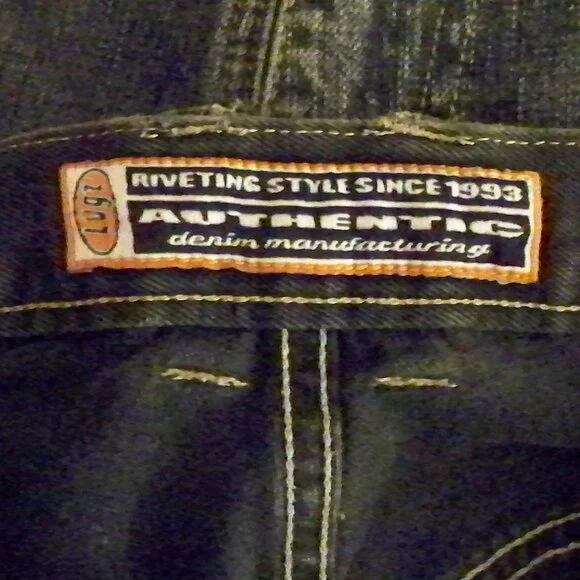 Lugz
RIVETING STYLE SINCE 1993
AUTHENTIC
denim manufacturing